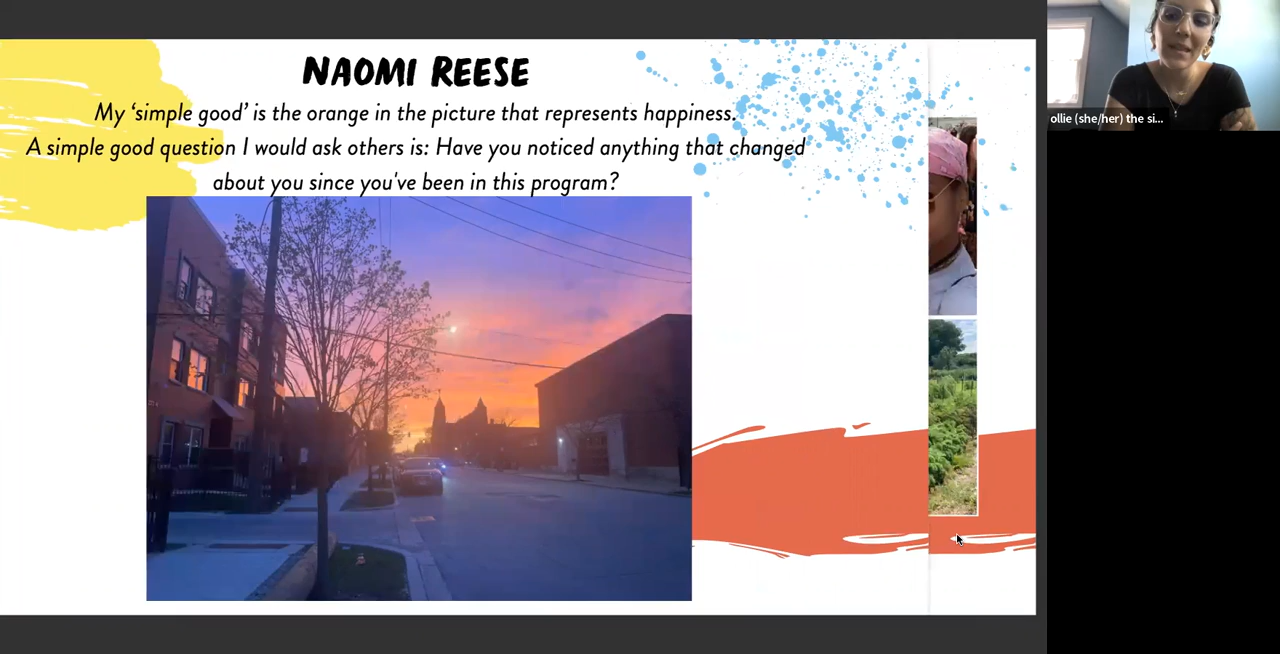 NAOMI REESE
My ‘simple good’ is the orange in the picture that represents happiness.
A simple good question I would ask others is: Have you noticed anything that changed
about you since you've been in this program?
ollie (she/her) the si...